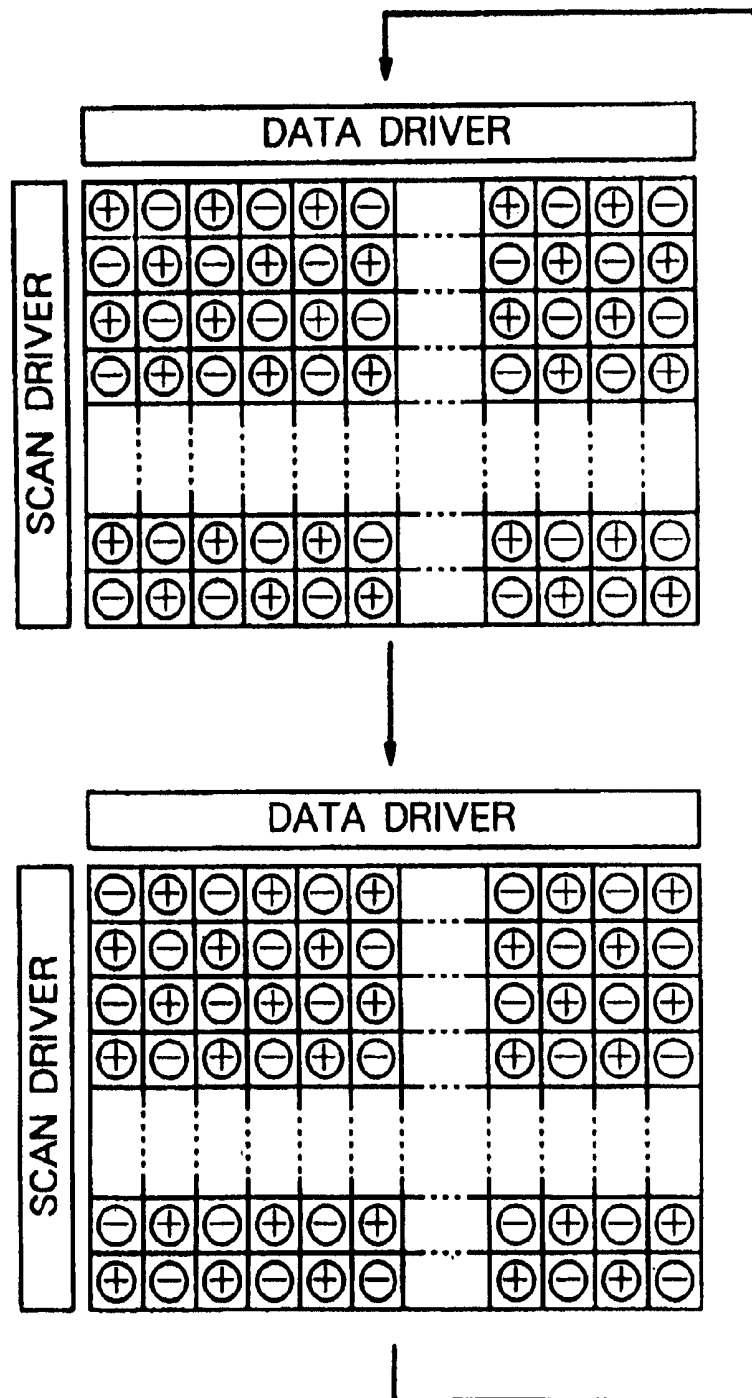 DATA DRIVER
SCAN DRIVER
+ - + - + - + - + -
- + - + - + ..... - + - +
+ - + - + - ..... + - + -
- + - + - + ..... - + - +
+ - + - + - ..... + - + -
- + - + - + ..... - + - +
DATA DRIVER
SCAN DRIVER
- + - + - + - + - +
+ - + - + - ..... + - + -
- + - + - + ..... - + - +
+ - + - + - ..... + - + -
- + - + - + ..... - + - +
+ - + - + - ..... + - + -